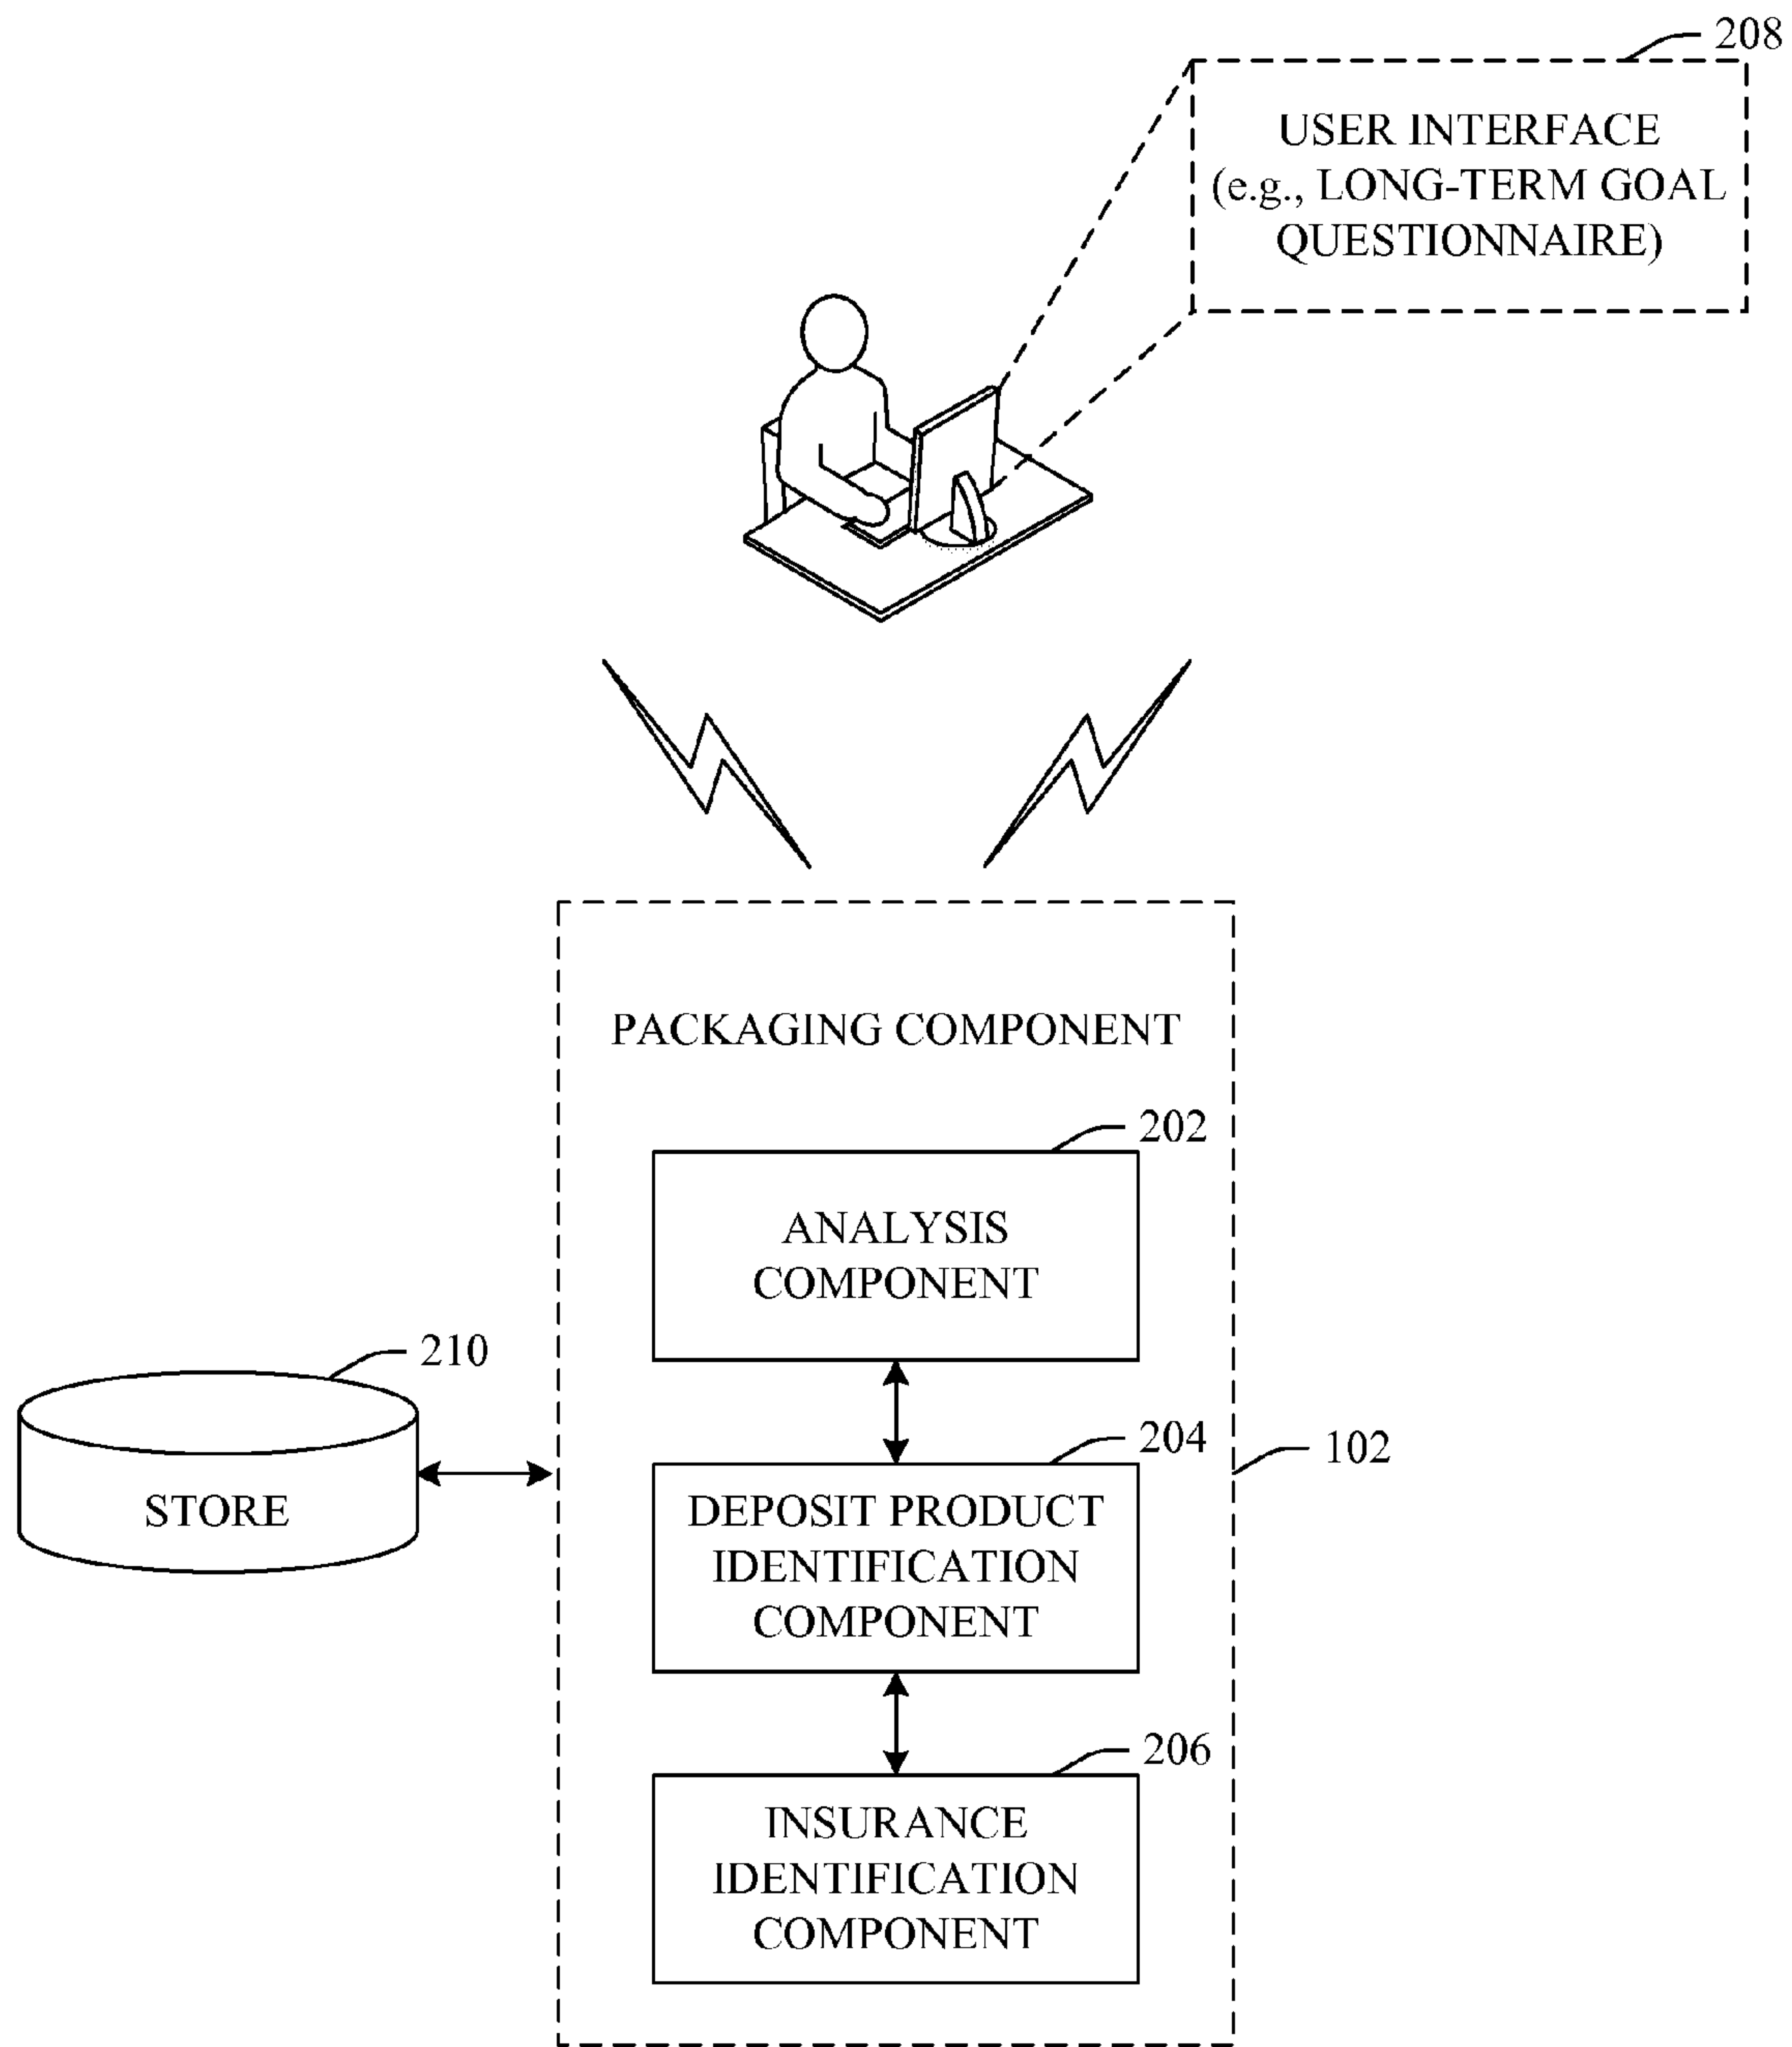 208
USER INTERFACE
(e.g., LONG-TERM GOAL
QUESTIONNAIRE)
PACKAGING COMPONENT
202
ANALYSIS
COMPONENT
210
STORE
204
DEPOSIT PRODUCT
IDENTIFICATION
COMPONENT
102
206
INSURANCE
IDENTIFICATION
COMPONENT